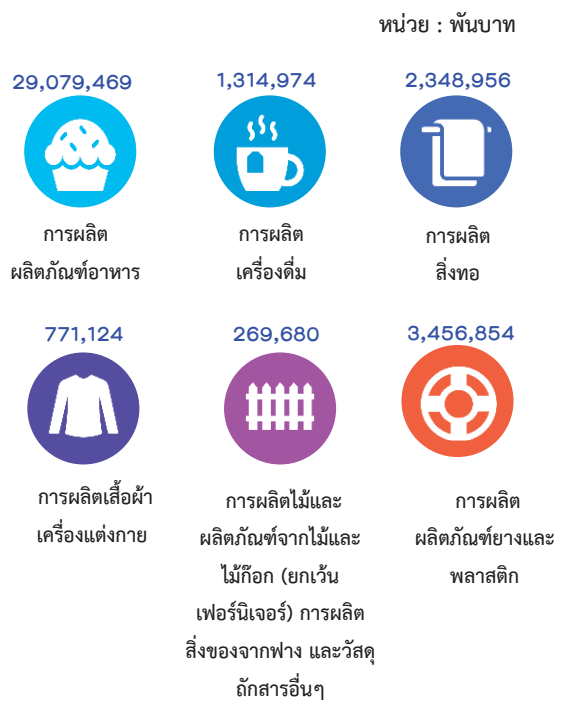 หน่วย : พันบาท
29,079,469
การผลิต
ผลิตภัณฑ์อาหาร
1,314,974
การผลิต
เครื่องดื่ม
2,348,956
การผลิต
สิ่งทอ
771,124
การผลิตเสื้อผ้า
เครื่องแต่งกาย
269,680
การผลิตไม้และ
ผลิตภัณฑ์จากไม้และ
ไม้ก๊อก (ยกเว้น
เฟอร์นิเจอร์) การผลิต
สิ่งของจากฟาง และวัสดุ
ถักสารอื่นๆ
3,456,854
การผลิต
ผลิตภัณฑ์ยางและ
พลาสติก